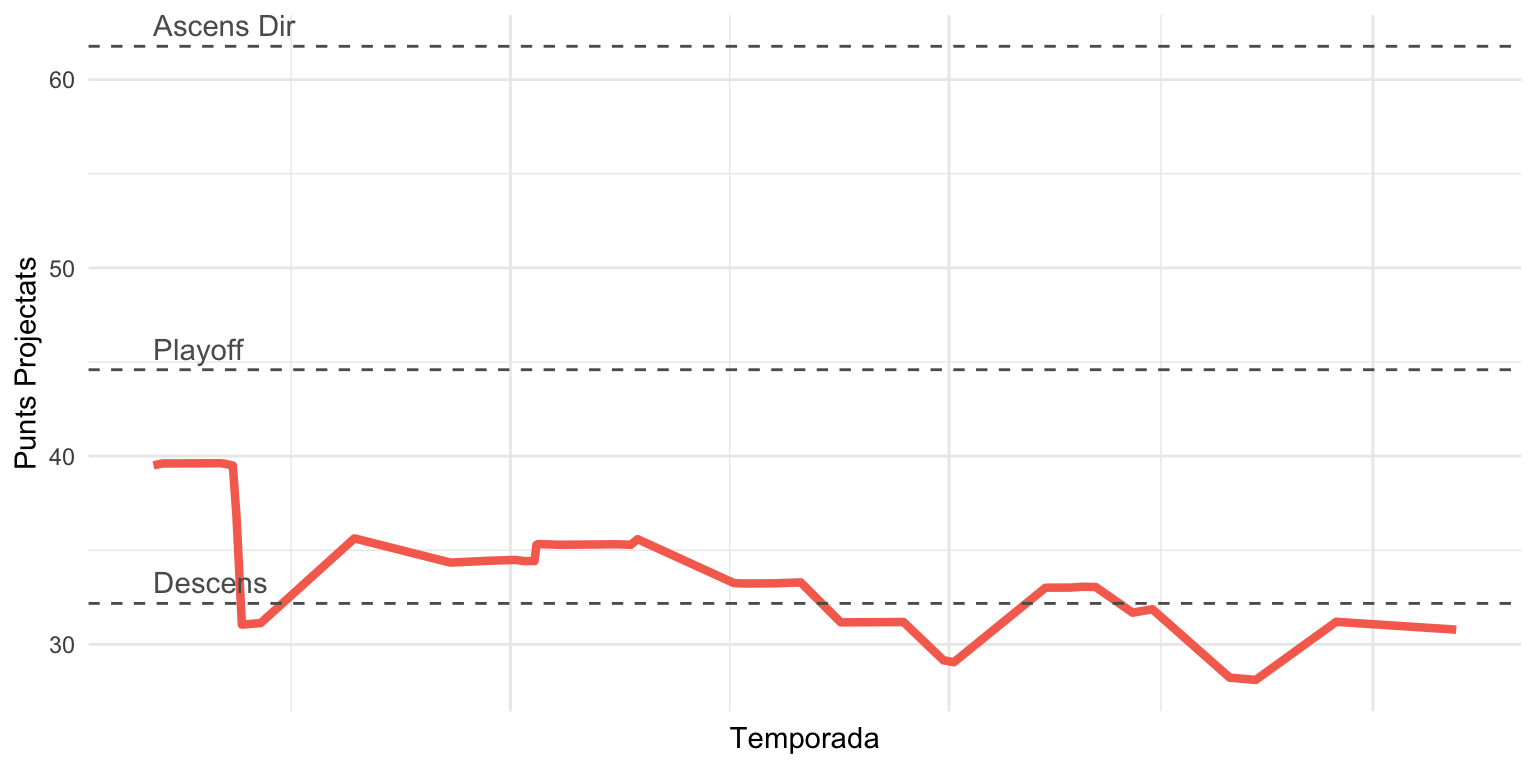 Ascens Dir
60
50
Playoff
40
Descens
30
Punts Projectats
Temporada